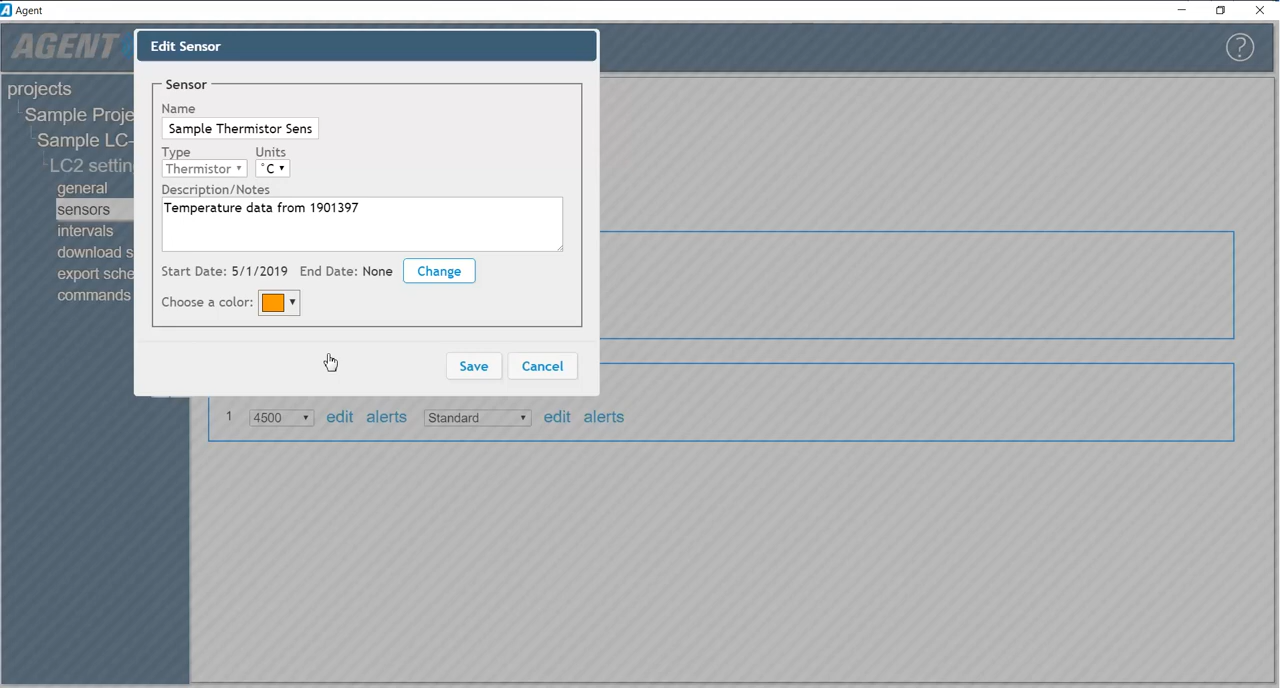 Agent
AGENT
Edit Sensor
projects
Sample Proje
Sample LC-
LC2 settin
general
sensors
intervals
download s
export sche
commands
Sensor
Name
Sample Thermistor Sens
Type Units
Thermistor °C
Description/Notes
Temperature data from 1901397
Start Date: 5/1/2019 End Date: None Change
Choose a color:
Save Cancel
1 4500 edit alerts Standard edit alerts
?